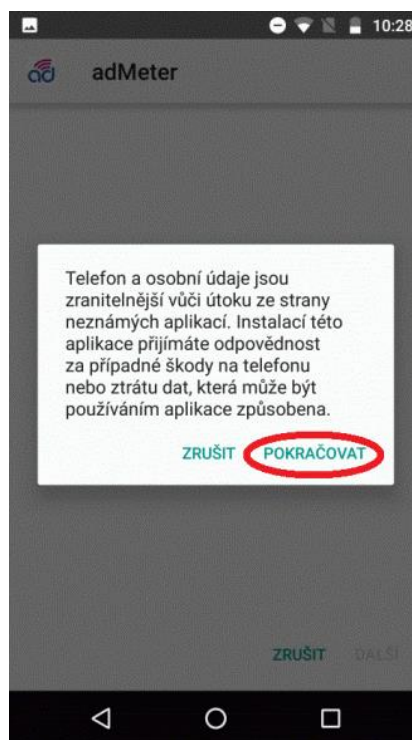 10:28
ad adMeter
Telefon a osobní údaje jsou
zranitelnější vůči útoku ze strany
neznámých aplikací. Instalací této
aplikace přijímáte odpovědnost
za případné škody na telefonu
nebo ztrátu dat, která může být
používáním aplikace způsobena.
ZRUŠIT POKRAČOVAT
ZRUŠIT DALŠÍ